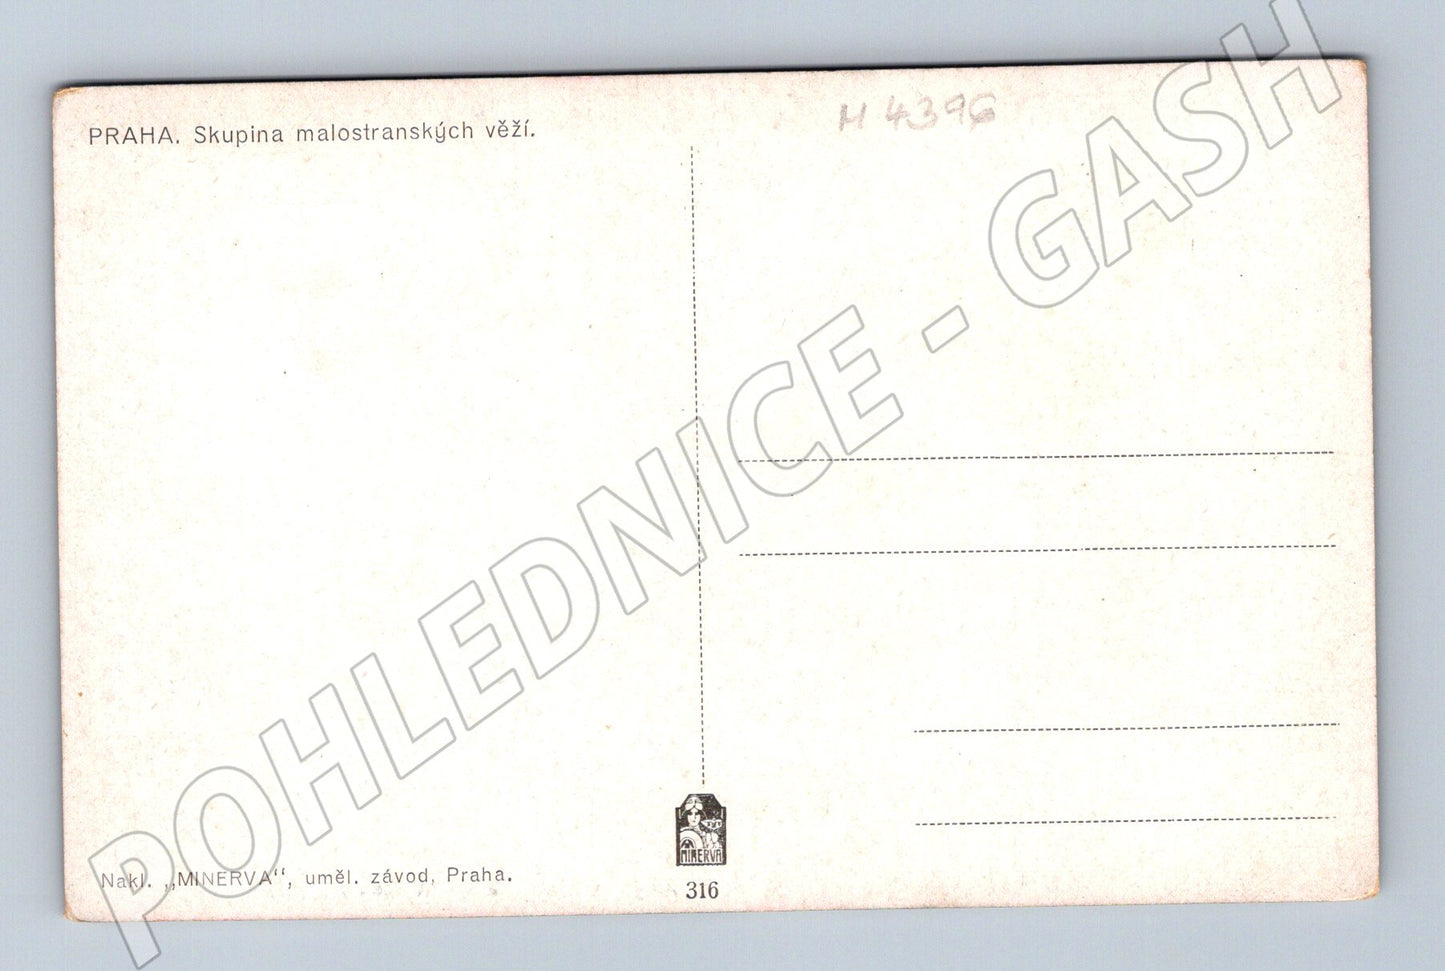 PRAHA. Skupina malostranských věží.
H 4396
POHLEDNICE - GASH
MINERVA
Nakl. „MINERVA“, uměl. závod, Praha.
316